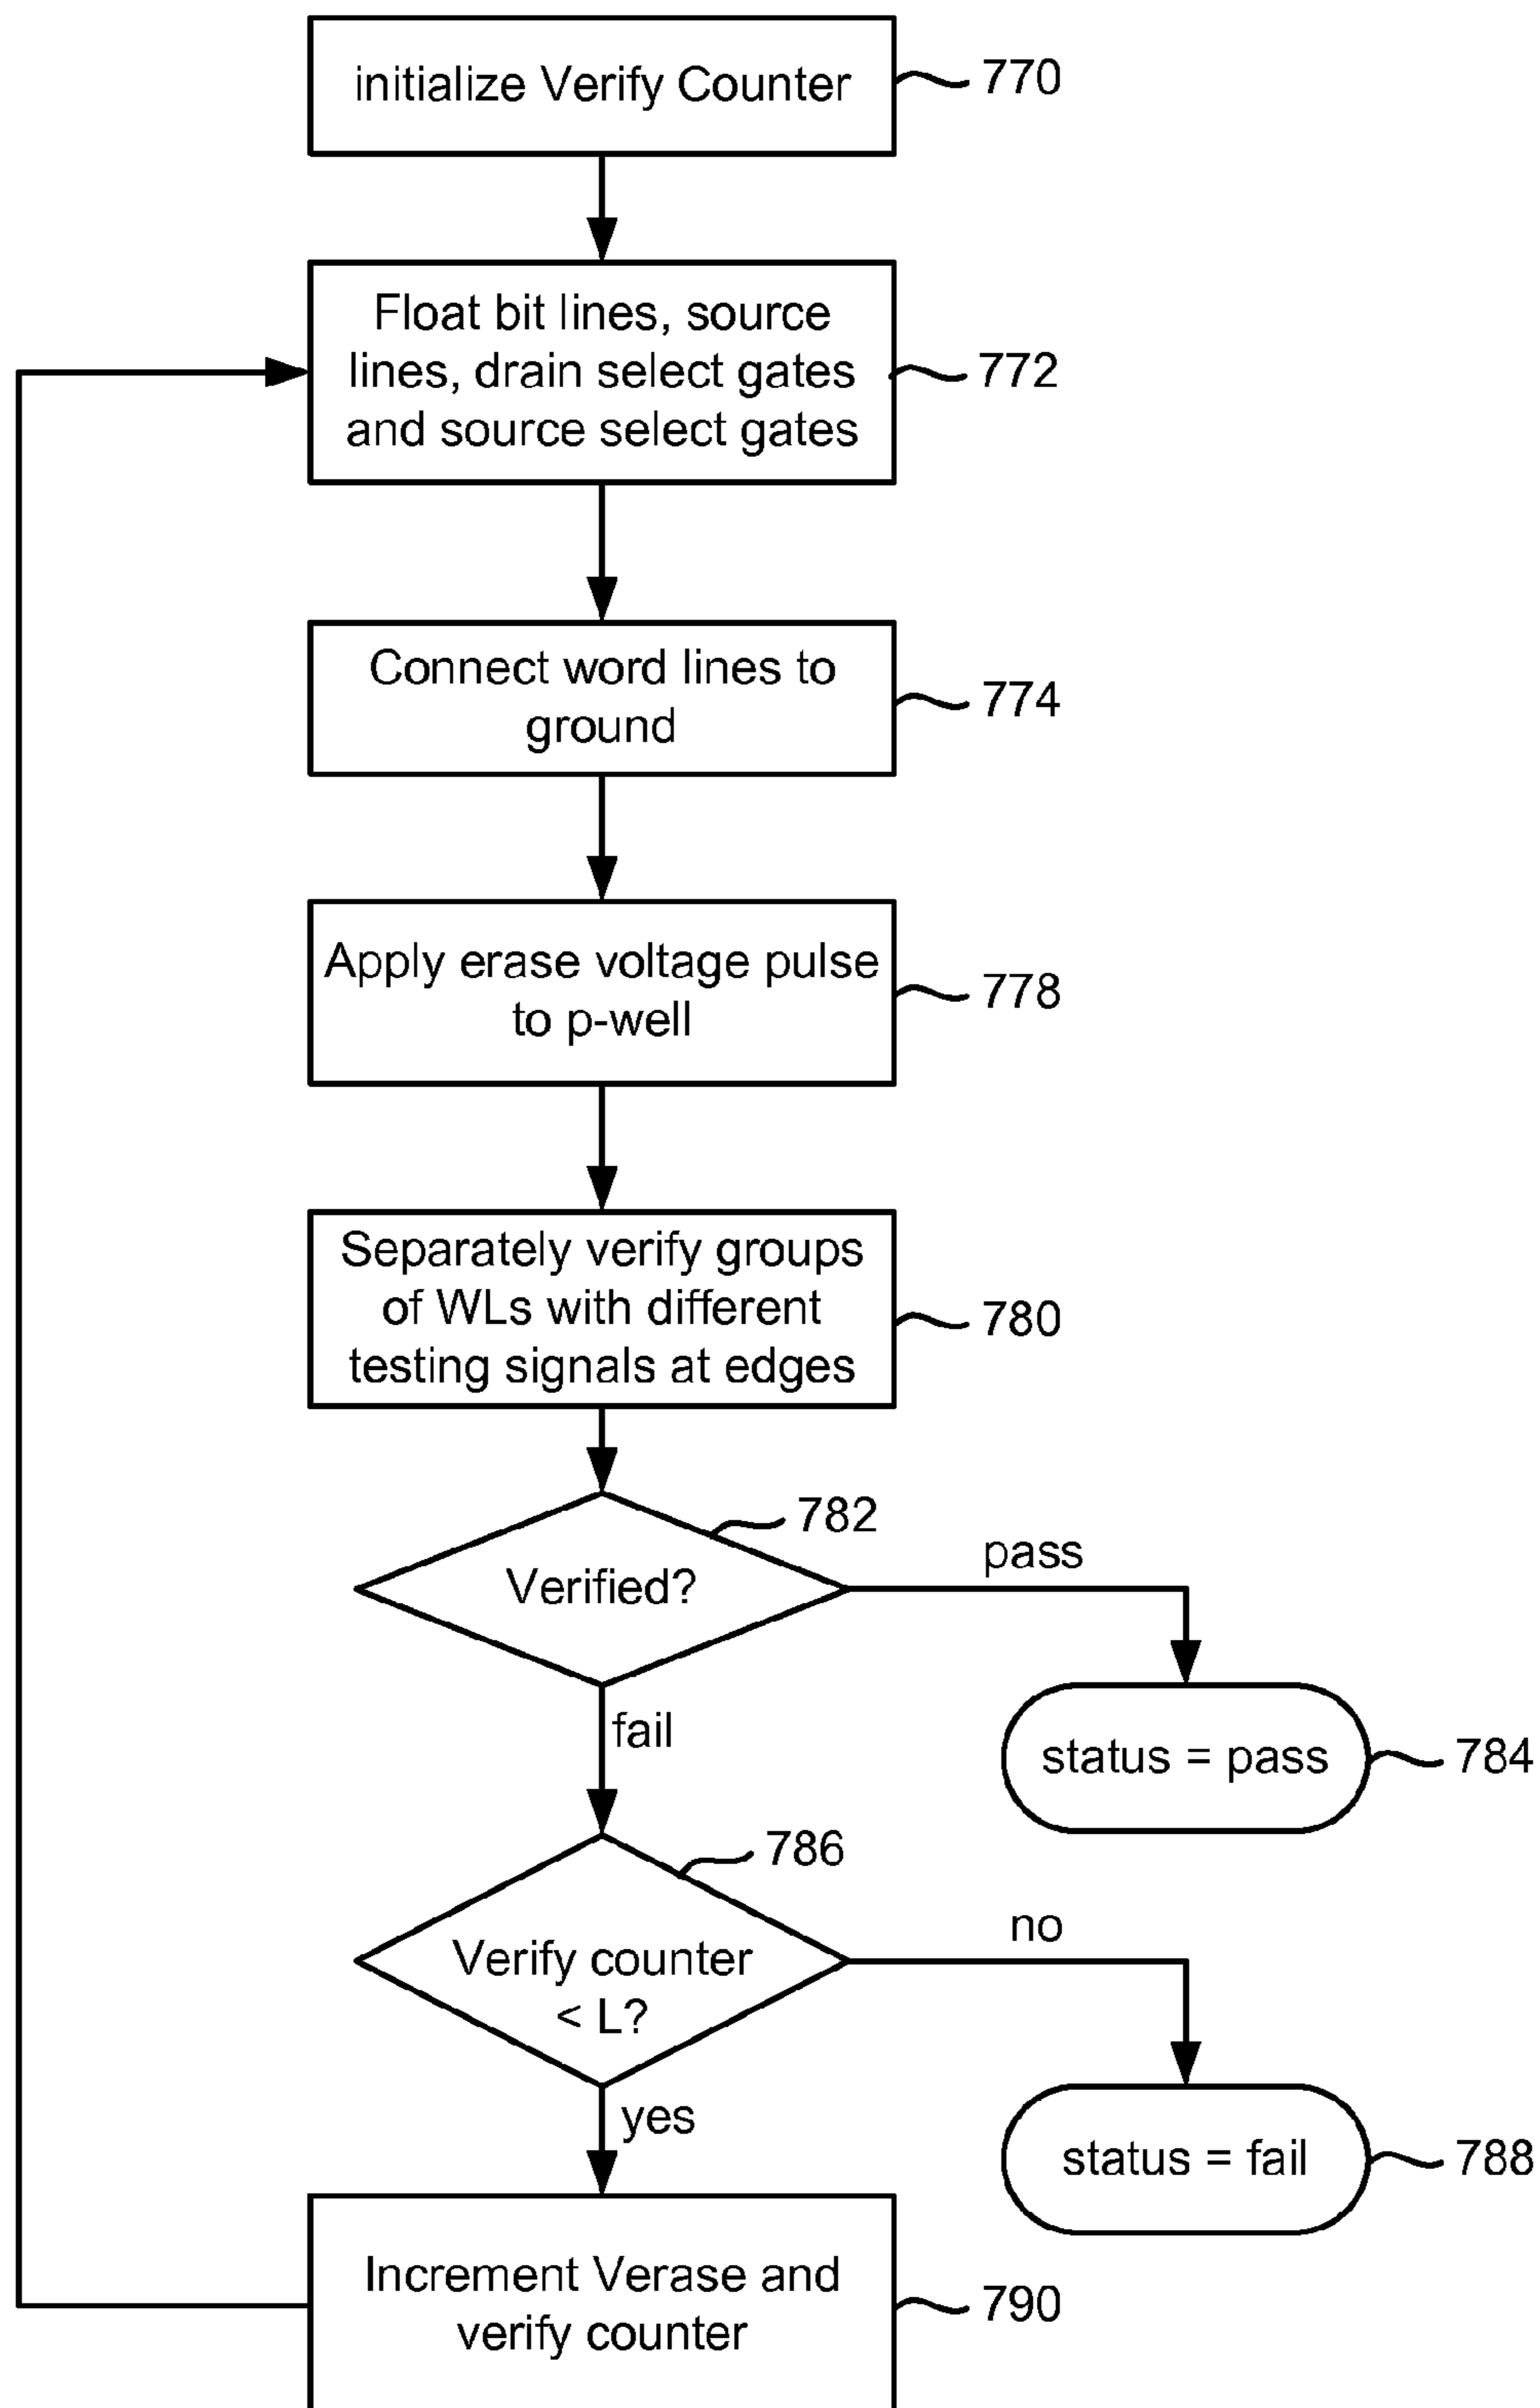 initialize Verify Counter
770
Float bit lines, source
lines, drain select gates
and source select gates
772
Connect word lines to
ground
774
Apply erase voltage pulse
to p-well
778
Separately verify groups
of WLs with different
testing signals at edges
780
782
Verified?
pass
fail
status = pass
784
786
Verify counter
< L?
no
yes
status = fail
788
Increment Verase and
verify counter
790